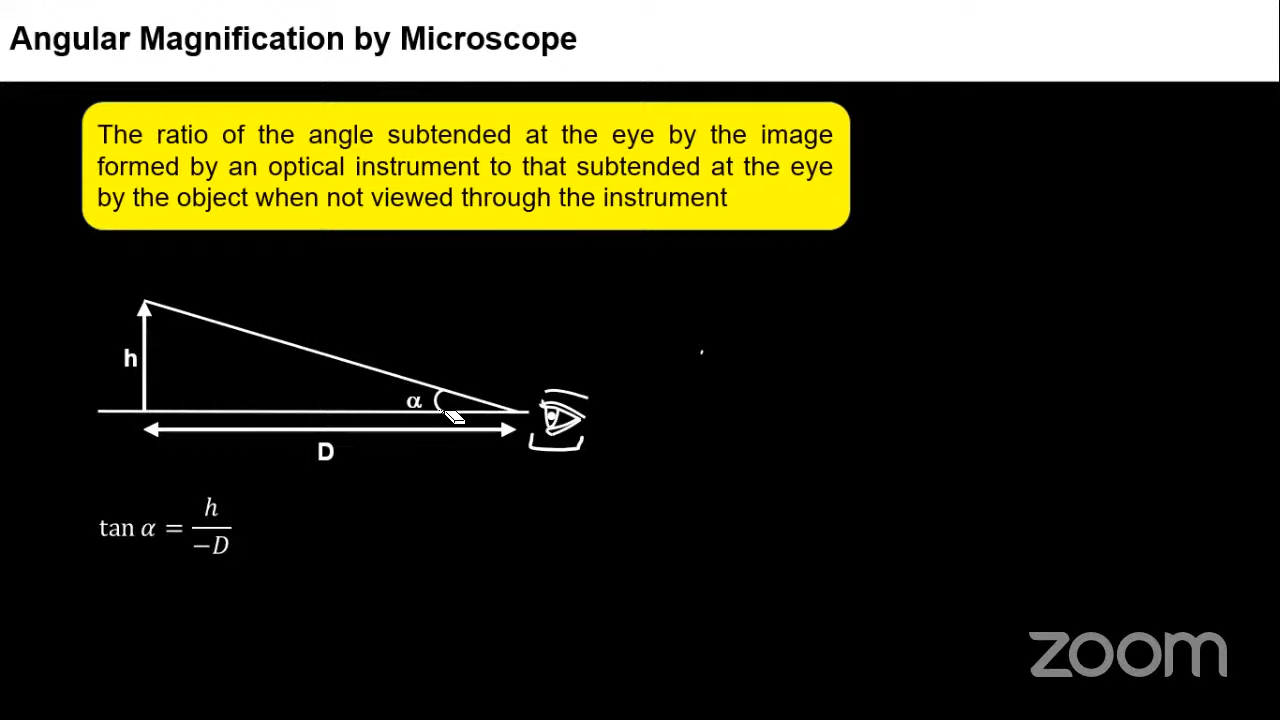 Angular Magnification by Microscope
The ratio of the angle subtended at the eye by the image
formed by an optical instrument to that subtended at the eye
by the object when not viewed through the instrument
h
α
D
tan α = h/−D
zoom